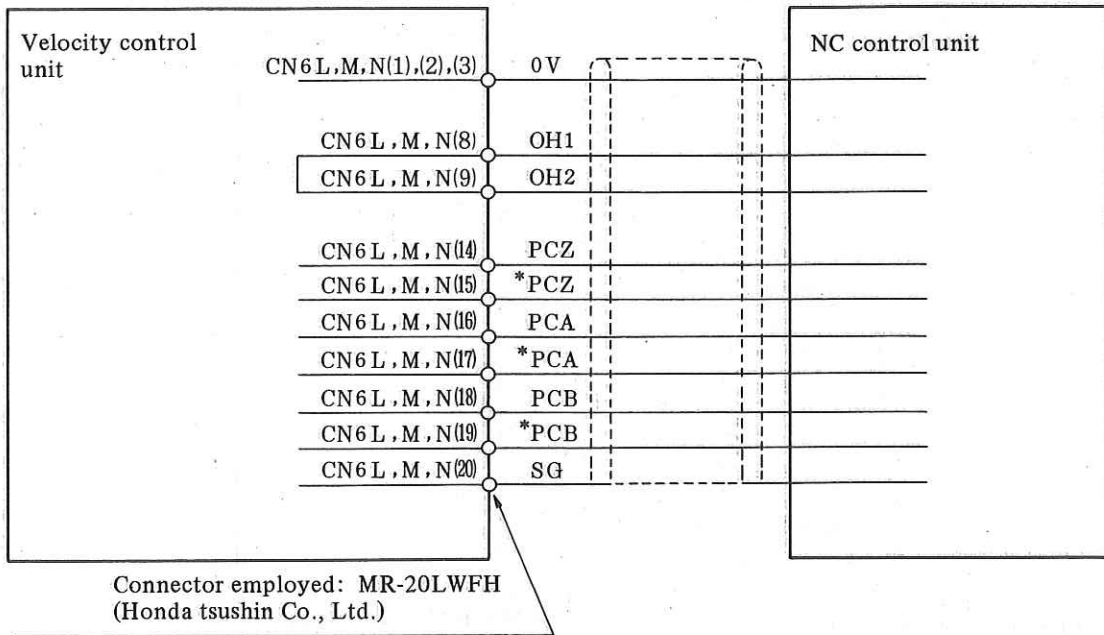 Velocity control
unit
NC control unit
CN6L,M,N(1),(2),(3) 0V
CN6L,M,N(8) OH1
CN6L,M,N(9) OH2
CN6L,M,N(14) PCZ
CN6L,M,N(15) *PCZ
CN6L,M,N(16) PCA
CN6L,M,N(17) *PCA
CN6L,M,N(18) PCB
CN6L,M,N(19) *PCB
CN6L,M,N(20) SG
Connector employed: MR-20LWFH
(Honda tsushin Co., Ltd.)